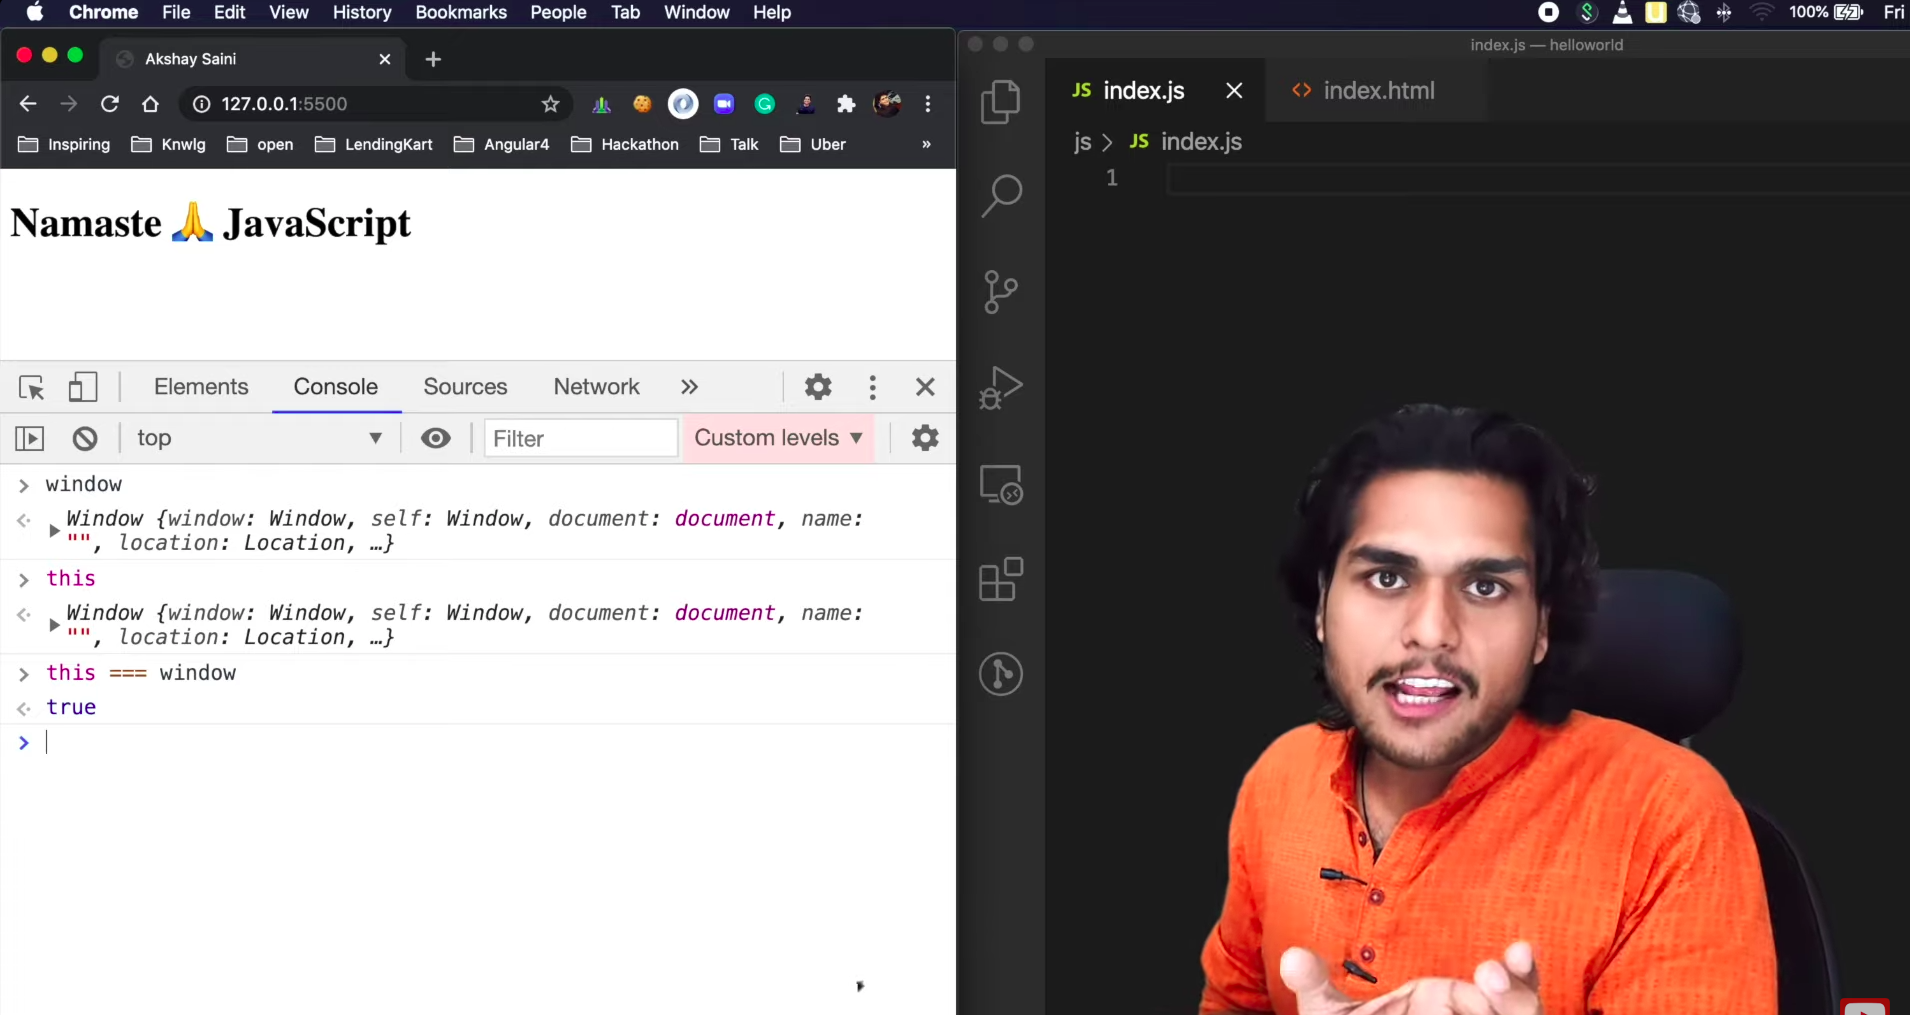 Chrome File Edit View History Bookmarks People Tab Window Help 100% Fri
Akshay Saini
127.0.0.1:5500
Inspiring Knwlg open LendingKart Angular4 Hackathon Talk Uber »
Namaste 🙏 JavaScript
Elements Console Sources Network »
top Filter Custom levels
window
Window {window: Window, self: Window, document: document, name:
"", location: Location, …}
this
Window {window: Window, self: Window, document: document, name:
"", location: Location, …}
this === window
true
index.js — helloworld
JS index.js <> index.html
js > JS index.js
1